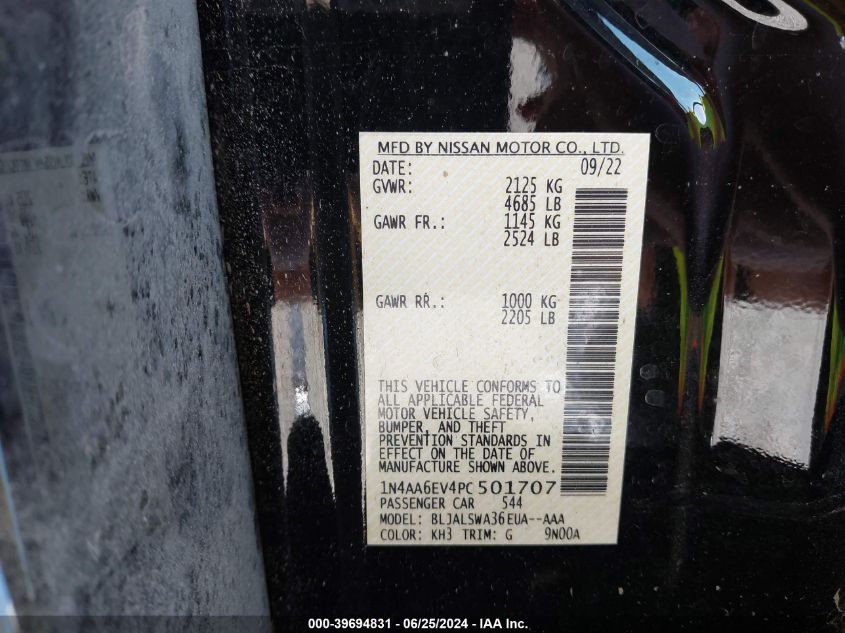 MFD BY NISSAN MOTOR CO., LTD.
DATE: 09/22
GVWR: 2125 KG
4685 LB
GAWR FR.: 1145 KG
2524 LB
GAWR RR.: 1000 KG
2205 LB
THIS VEHICLE CONFORMS TO
ALL APPLICABLE FEDERAL
MOTOR VEHICLE SAFETY,
BUMPER, AND THEFT
PREVENTION STANDARDS IN
EFFECT ON THE DATE OF
MANUFACTURE SHOWN ABOVE.
1N4AA6EV4PC501707
PASSENGER CAR 544
MODEL: BLJALSWA36EUA--AAA
COLOR: KH3 TRIM: G 9N00A
000-39694831 - 06/25/2024 - IAA Inc.